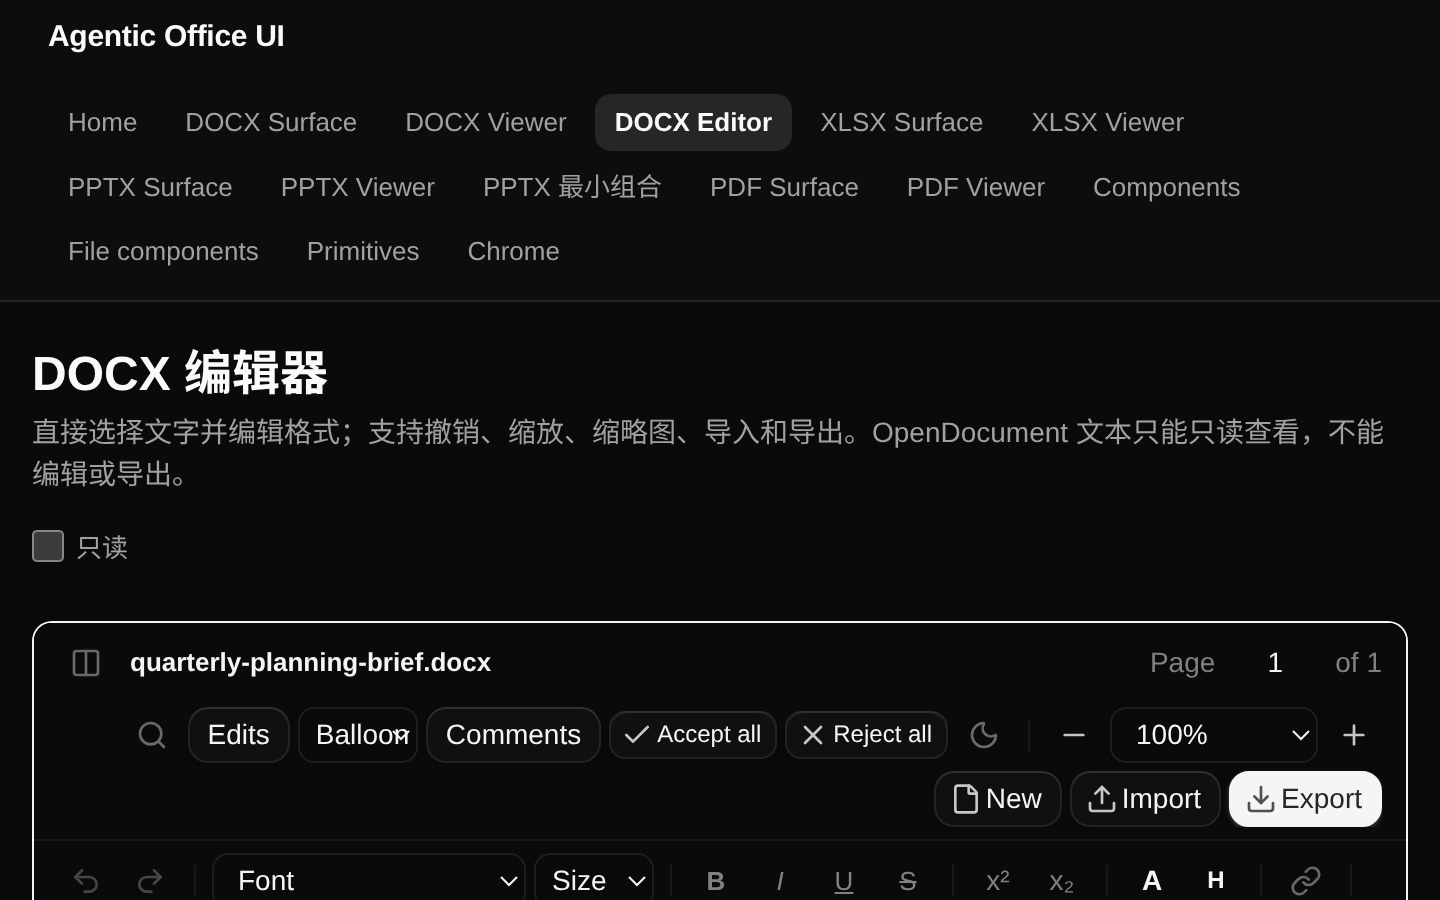 Agentic Office UI
Home DOCX Surface DOCX Viewer DOCX Editor XLSX Surface XLSX Viewer
PPTX Surface PPTX Viewer PPTX 最小组合 PDF Surface PDF Viewer Components
File components Primitives Chrome
DOCX 编辑器
直接选择文字并编辑格式；支持撤销、缩放、缩略图、导入和导出。OpenDocument 文本只能只读查看，不能
编辑或导出。
只读
quarterly-planning-brief.docx Page 1 of 1
Edits Balloon Comments Accept all Reject all 100%
New Import Export
Font Size B I U S x² x₂ A H